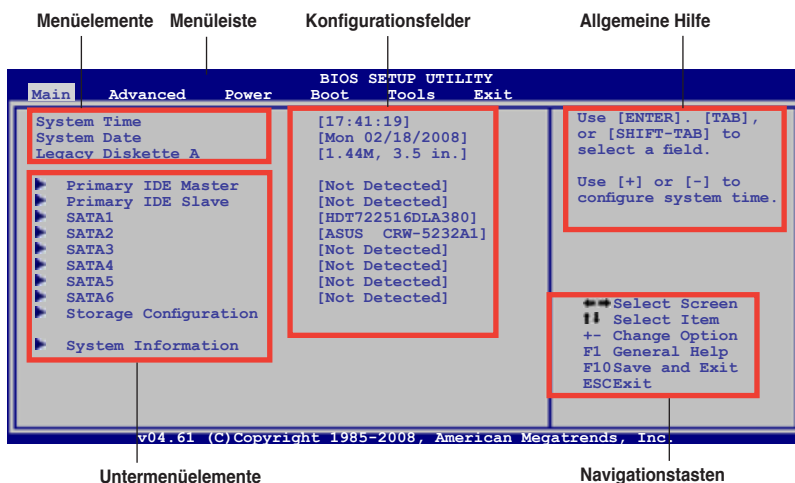 Menüelemente Menüleiste Konfigurationsfelder Allgemeine Hilfe
BIOS SETUP UTILITY
Main Advanced Power Boot Tools Exit
System Time [17:41:19]
System Date [Mon 02/18/2008]
Legacy Diskette A [1.44M, 3.5 in.]
Primary IDE Master [Not Detected]
Primary IDE Slave [Not Detected]
SATA1 [HDT722516DLA380]
SATA2 [ASUS CRW-5232A1]
SATA3 [Not Detected]
SATA4 [Not Detected]
SATA5 [Not Detected]
SATA6 [Not Detected]
Storage Configuration
System Information
Use [ENTER]. [TAB],
or [SHIFT-TAB] to
select a field.
Use [+] or [-] to
configure system time.
Select Screen
Select Item
+- Change Option
F1 General Help
F10Save and Exit
ESCExit
v04.61 (C)Copyright 1985-2008, American Megatrends, Inc.
Untermenüelemente Navigationstasten